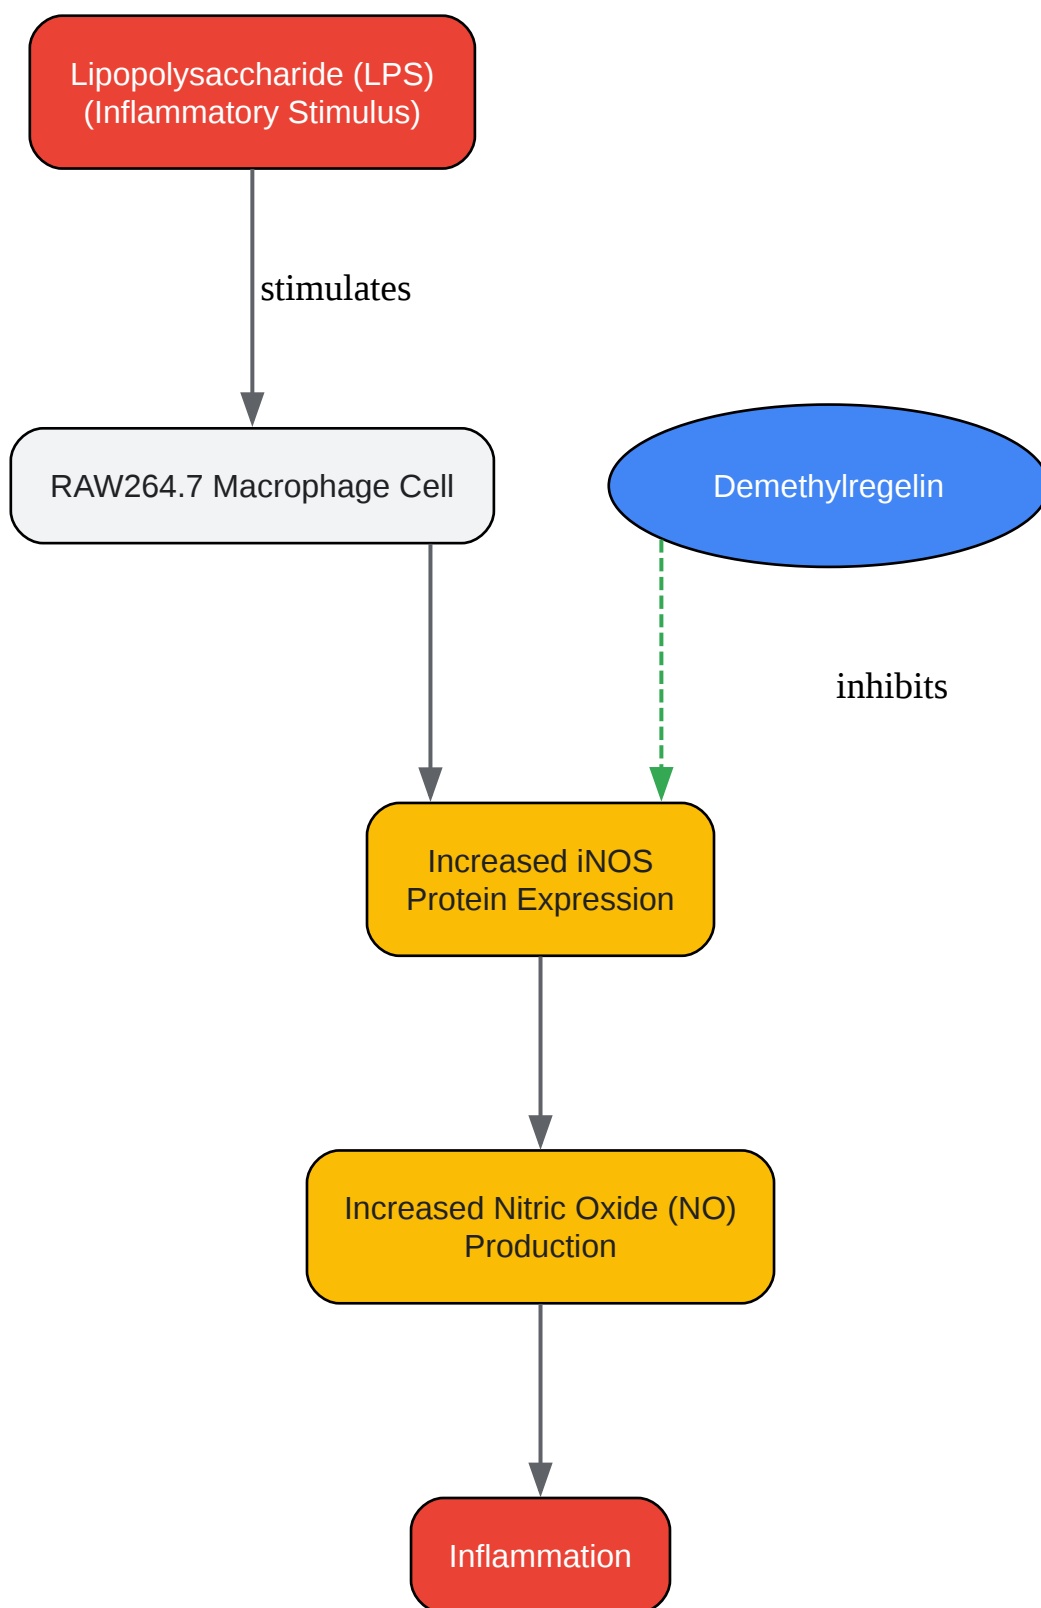 Lipopolysaccharide (LPS)
(Inflammatory Stimulus)
stimulates
RAW264.7 Macrophage Cell
Demethylregelin
inhibits
Increased iNOS
Protein Expression
Increased Nitric Oxide (NO)
Production
Inflammation